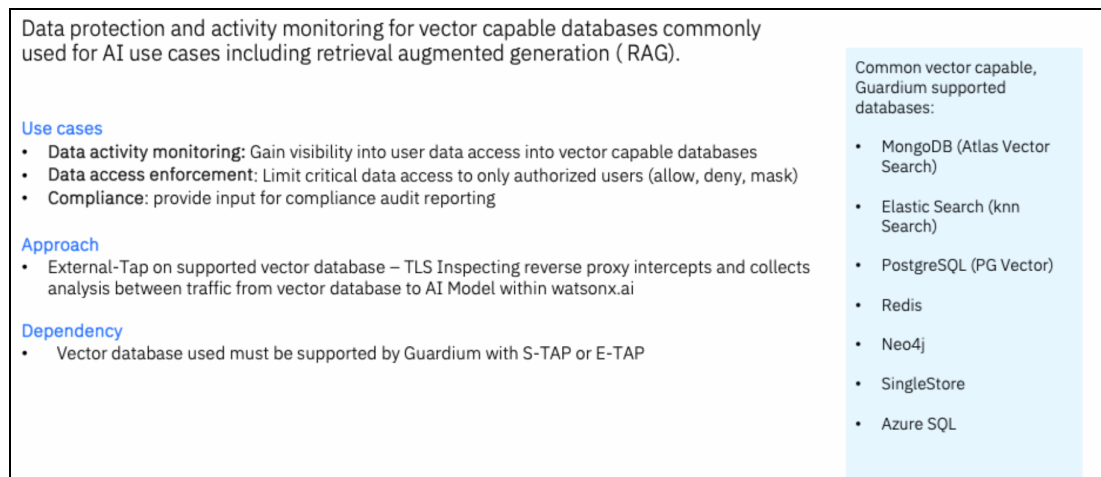 Data protection and activity monitoring for vector capable databases commonly
used for AI use cases including retrieval augmented generation ( RAG).
Use cases
• Data activity monitoring: Gain visibility into user data access into vector capable databases
• Data access enforcement: Limit critical data access to only authorized users (allow, deny, mask)
• Compliance: provide input for compliance audit reporting
Approach
• External-Tap on supported vector database – TLS Inspecting reverse proxy intercepts and collects
analysis between traffic from vector database to AI Model within watsonx.ai
Dependency
• Vector database used must be supported by Guardium with S-TAP or E-TAP
Common vector capable,
Guardium supported
databases:
• MongoDB (Atlas Vector
Search)
• Elastic Search (knn
Search)
• PostgreSQL (PG Vector)
• Redis
• Neo4j
• SingleStore
• Azure SQL